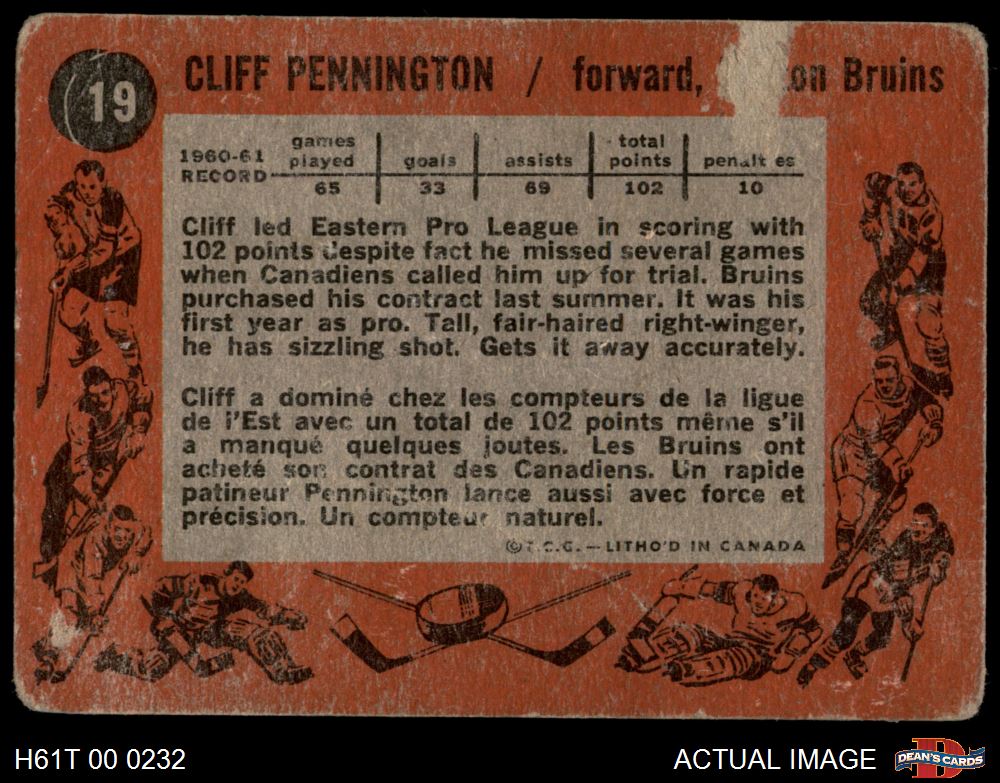 19
CLIFF PENNINGTON / forward, on Bruins
1960-61 RECORD games played goals assists total points penalt es
65 33 69 102 10
Cliff led Eastern Pro League in scoring with
102 points despite fact he missed several games
when Canadiens called him up for trial. Bruins
purchased his contract last summer. It was his
first year as pro. Tall, fair-haired right-winger,
he has sizzling shot. Gets it away accurately.
Cliff a dominé chez les compteurs de la ligue
de l'Est avec un total de 102 points même s'il
a manqué quelques joutes. Les Bruins ont
acheté son contrat des Canadiens. Un rapide
patineur Pennington lance aussi avec force et
précision. Un compteur naturel.
© T.C.G. — LITHO'D IN CANADA
H61T 00 0232 ACTUAL IMAGE DEAN'S CARDS